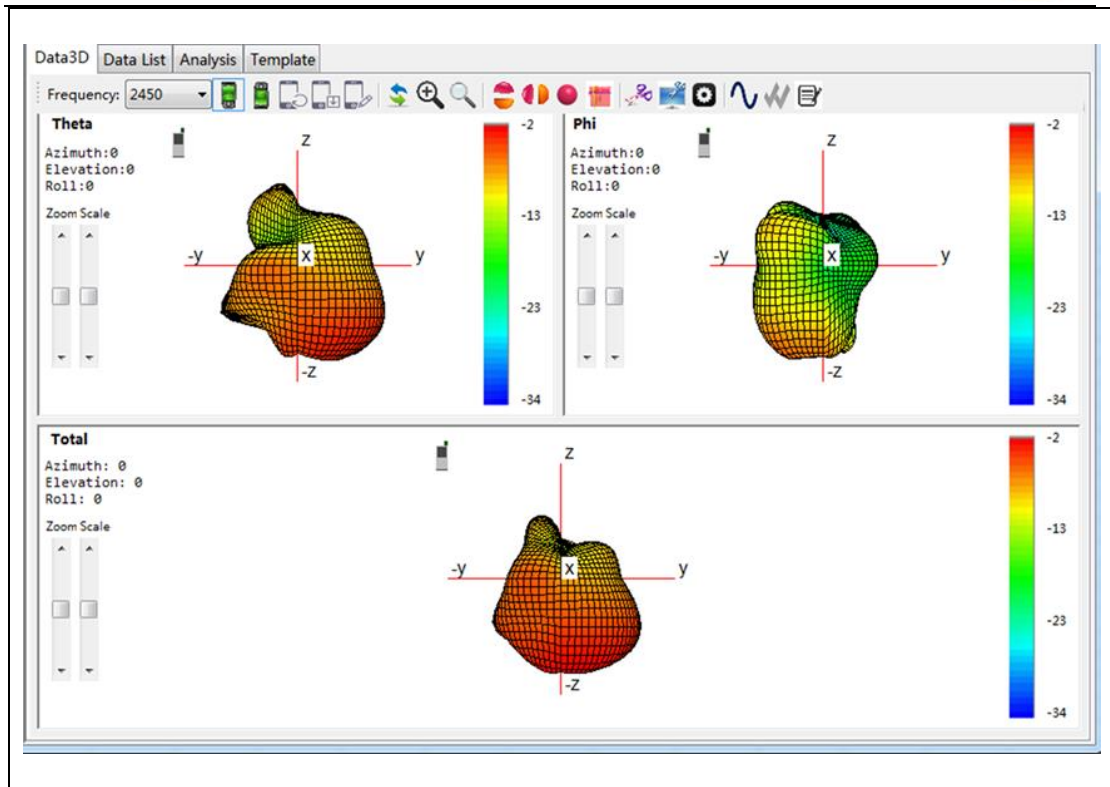 Data3D Data List Analysis Template
Frequency: 2450
Theta
Azimuth:0
Elevation:0
Roll:0
Zoom Scale
z
-y
x
y
-z
-2
-13
-23
-34
Phi
Azimuth:0
Elevation:0
Roll:0
Zoom Scale
z
-y
x
y
-z
-2
-13
-23
-34
Total
Azimuth: 0
Elevation: 0
Roll: 0
Zoom Scale
z
-y
x
y
-z
-2
-13
-23
-34